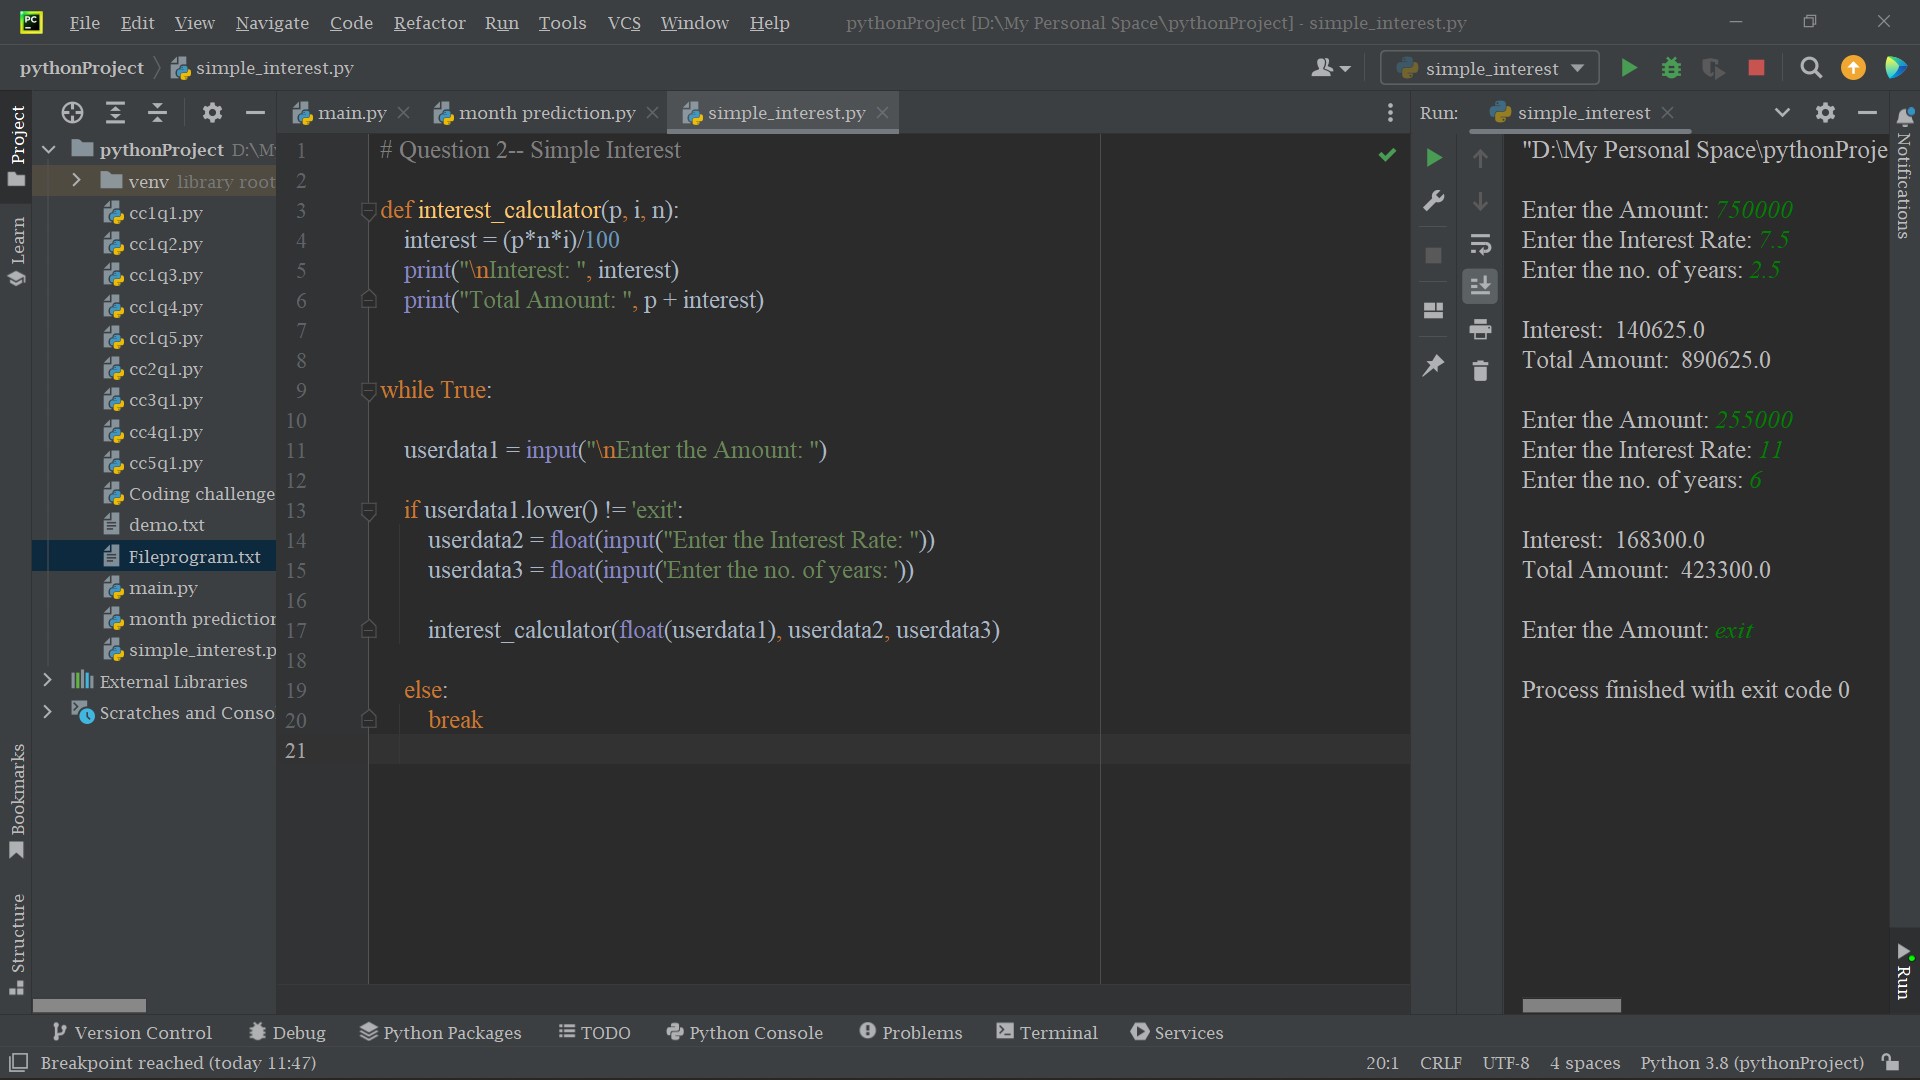 File Edit View Navigate Code Refactor Run Tools VCS Window Help pythonProject [D:\My Personal Space\pythonProject] - simple_interest.py
pythonProject simple_interest.py simple_interest
main.py month prediction.py simple_interest.py Run: simple_interest
Project
Learn
Bookmarks
Structure
pythonProject D:\M
venv library root
cc1q1.py
cc1q2.py
cc1q3.py
cc1q4.py
cc1q5.py
cc2q1.py
cc3q1.py
cc4q1.py
cc5q1.py
Coding challenge
demo.txt
Fileprogram.txt
main.py
month prediction
simple_interest.p
External Libraries
Scratches and Conso
1 # Question 2-- Simple Interest
2
3 def interest_calculator(p, i, n):
4 interest = (p*n*i)/100
5 print("\nInterest: ", interest)
6 print("Total Amount: ", p + interest)
7
8
9 while True:
10
11 userdata1 = input("\nEnter the Amount: ")
12
13 if userdata1.lower() != 'exit':
14 userdata2 = float(input("Enter the Interest Rate: "))
15 userdata3 = float(input('Enter the no. of years: '))
16
17 interest_calculator(float(userdata1), userdata2, userdata3)
18
19 else:
20 break
21
"D:\My Personal Space\pythonProje
Enter the Amount: 750000
Enter the Interest Rate: 7.5
Enter the no. of years: 2.5
Interest:  140625.0
Total Amount:  890625.0
Enter the Amount: 255000
Enter the Interest Rate: 11
Enter the no. of years: 6
Interest:  168300.0
Total Amount:  423300.0
Enter the Amount: exit
Process finished with exit code 0
Notifications
Run
Version Control Debug Python Packages TODO Python Console Problems Terminal Services
Breakpoint reached (today 11:47) 20:1 CRLF UTF-8 4 spaces Python 3.8 (pythonProject)